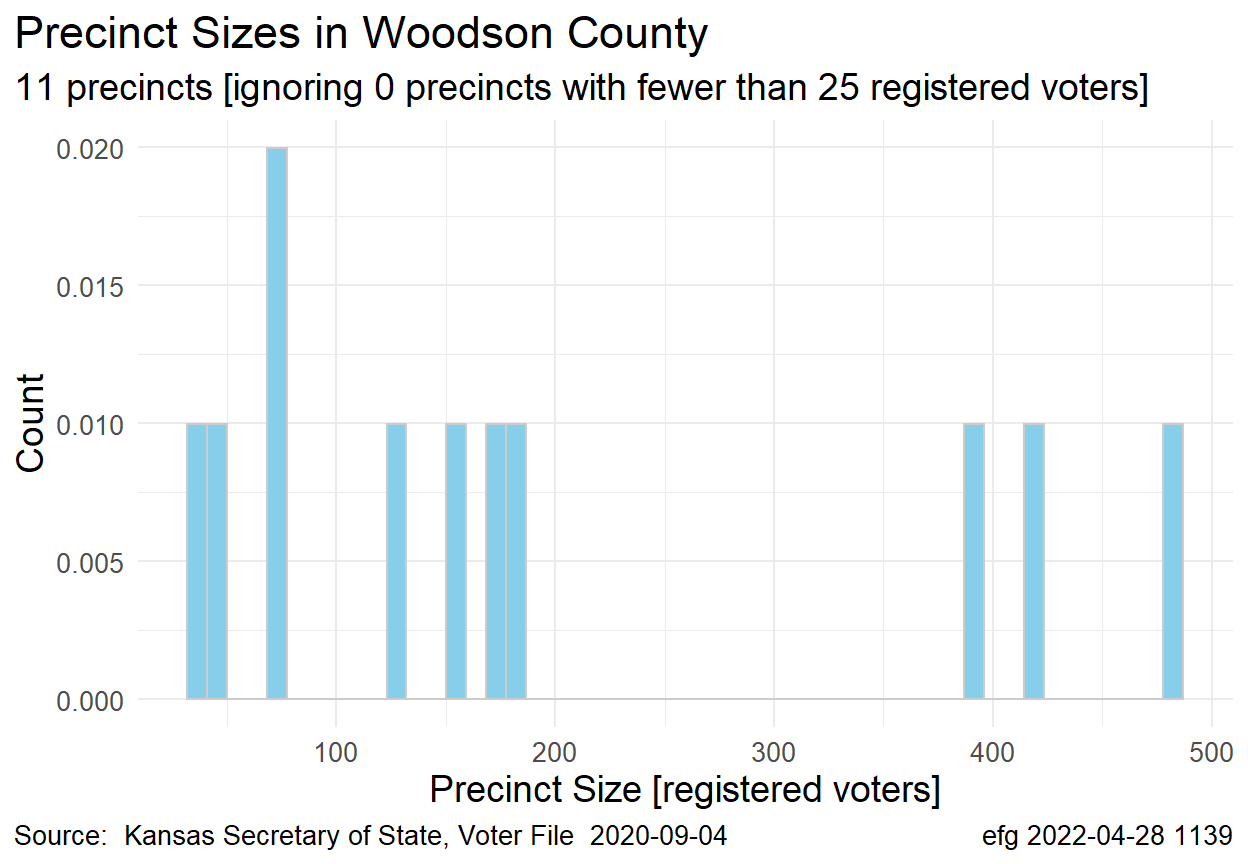 Precinct Sizes in Woodson County
11 precincts [ignoring 0 precincts with fewer than 25 registered voters]
0.020
0.015
0.010
0.005
0.000
Count
100 200 300 400 500
Precinct Size [registered voters]
Source:  Kansas Secretary of State, Voter File  2020-09-04 efg 2022-04-28 1139